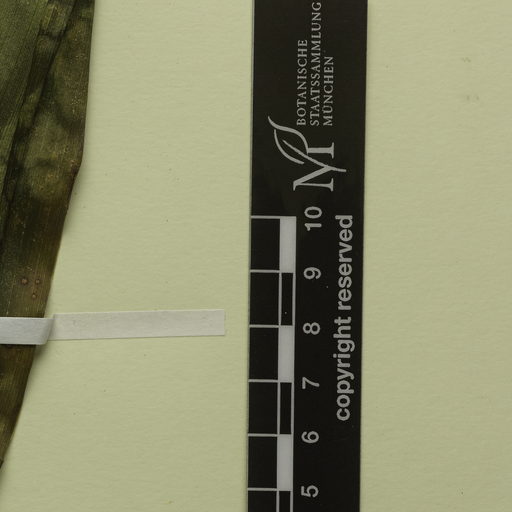 BOTANISCHE
STAATSSAMMLUNG
MÜNCHEN
copyright reserved
10
9
8
7
6
5